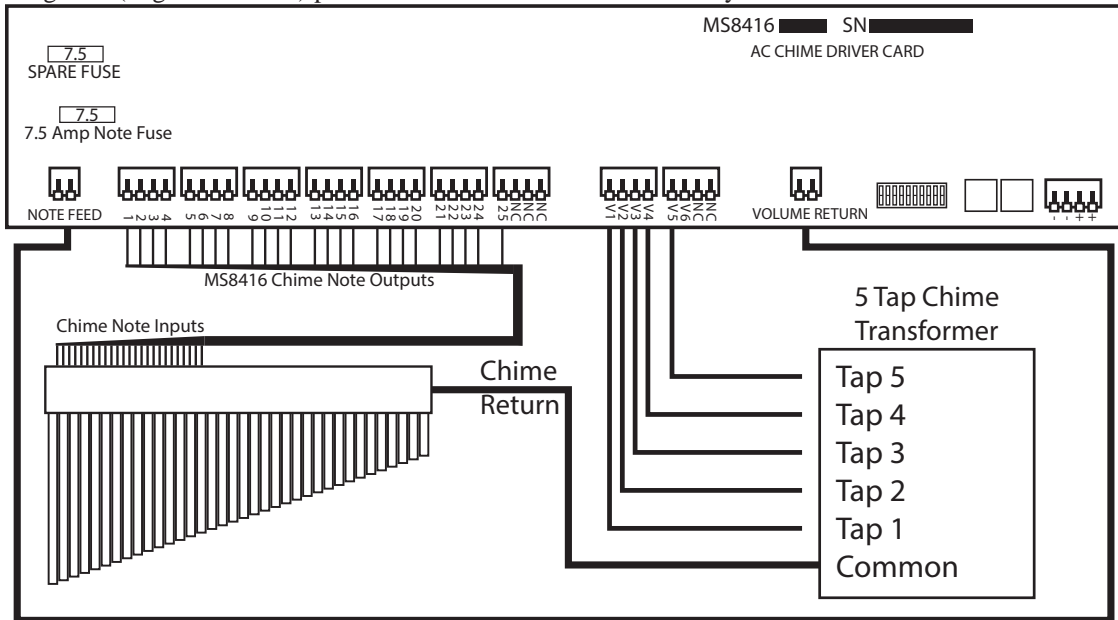 MS8416 SN
AC CHIME DRIVER CARD
7.5
SPARE FUSE
7.5
7.5 Amp Note Fuse
NOTE FEED
1 2 3 4 5 6 7 8 9 10 11 12 13 14 15 16 17 18 19 20 21 22 23 24 25 NC NC NC
V1 V2 V3 V4 V5 V6 NC NC
VOLUME RETURN
- - + +
MS8416 Chime Note Outputs
Chime Note Inputs
Chime
Return
5 Tap Chime
Transformer
Tap 5
Tap 4
Tap 3
Tap 2
Tap 1
Common